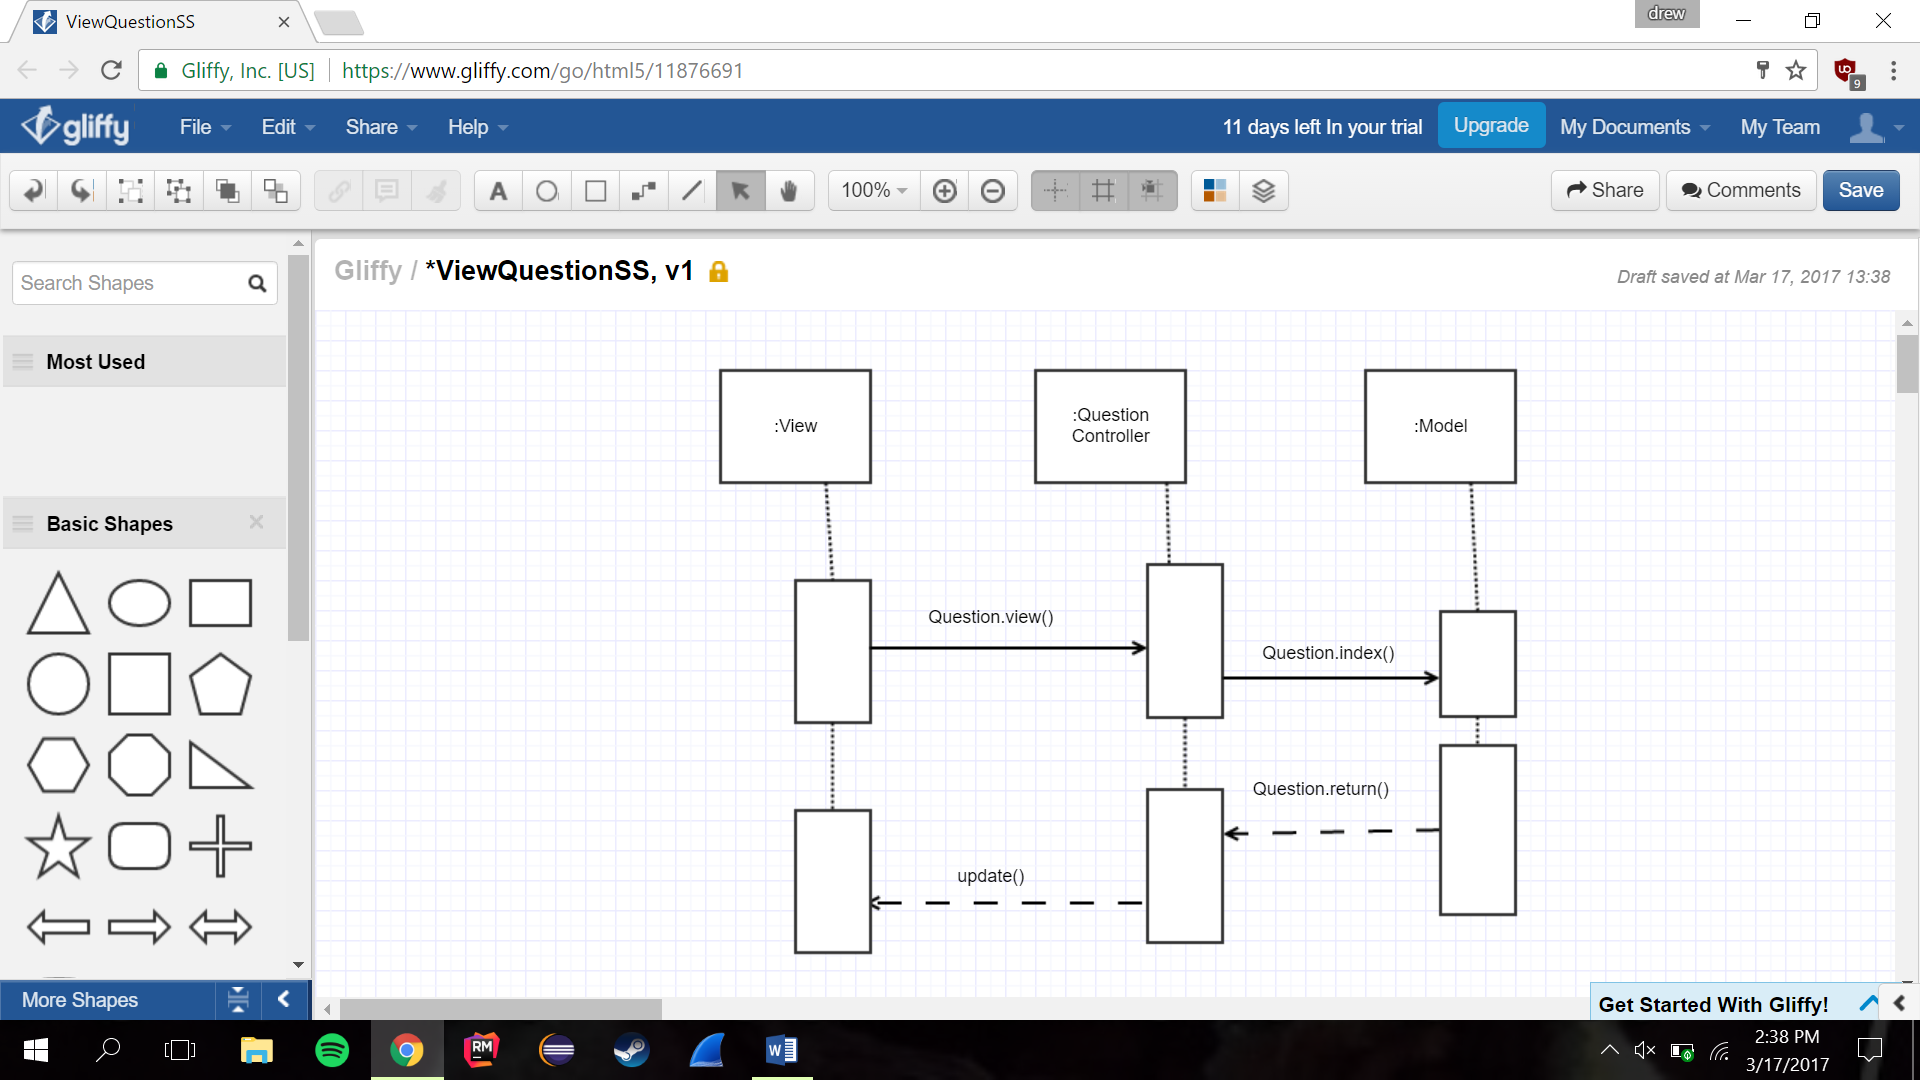 ViewQuestionSS
drew
Gliffy, Inc. [US]
https://www.gliffy.com/go/html5/11876691
uo
9
gliffy
File
Edit
Share
Help
11 days left In your trial
Upgrade
My Documents
My Team
A
100%
Share
Comments
Save
Search Shapes
Gliffy / *ViewQuestionSS, v1
Draft saved at Mar 17, 2017 13:38
Most Used
Basic Shapes
:View
:Question
Controller
:Model
Question.view()
Question.index()
Question.return()
update()
More Shapes
Get Started With Gliffy!
RM
W
2:38 PM
3/17/2017